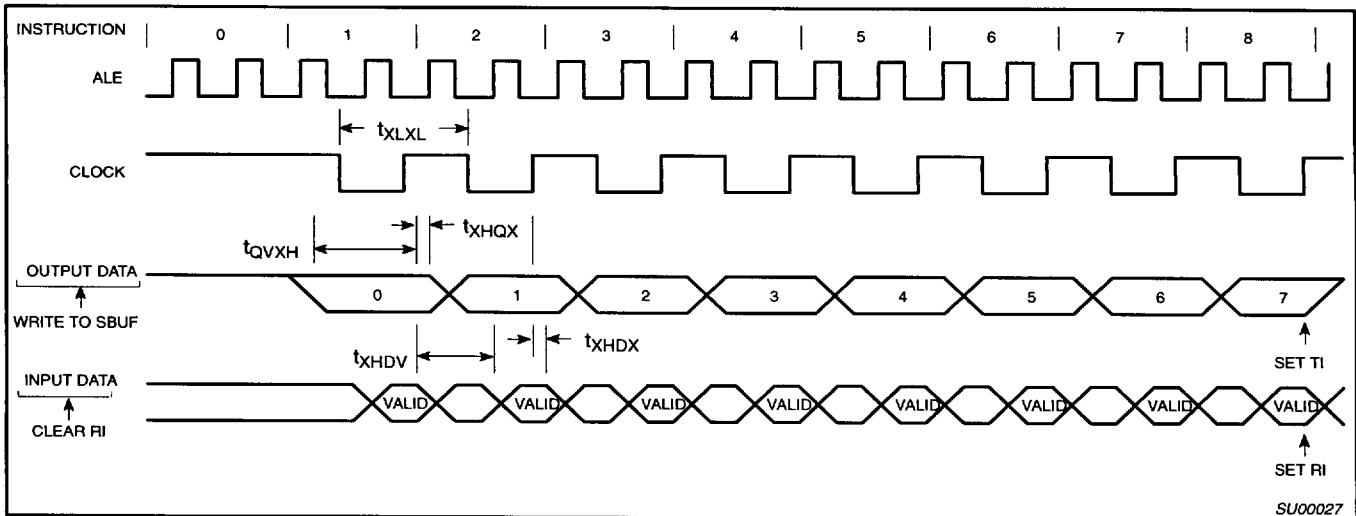 INSTRUCTION 0 1 2 3 4 5 6 7 8
ALE
tXLXL
CLOCK
tXHQX
tQVXH
OUTPUT DATA
0 1 2 3 4 5 6 7
WRITE TO SBUF
tXHDV
tXHDX
SET TI
INPUT DATA
VALID VALID VALID VALID VALID VALID VALID VALID
CLEAR RI
SET RI
SU00027